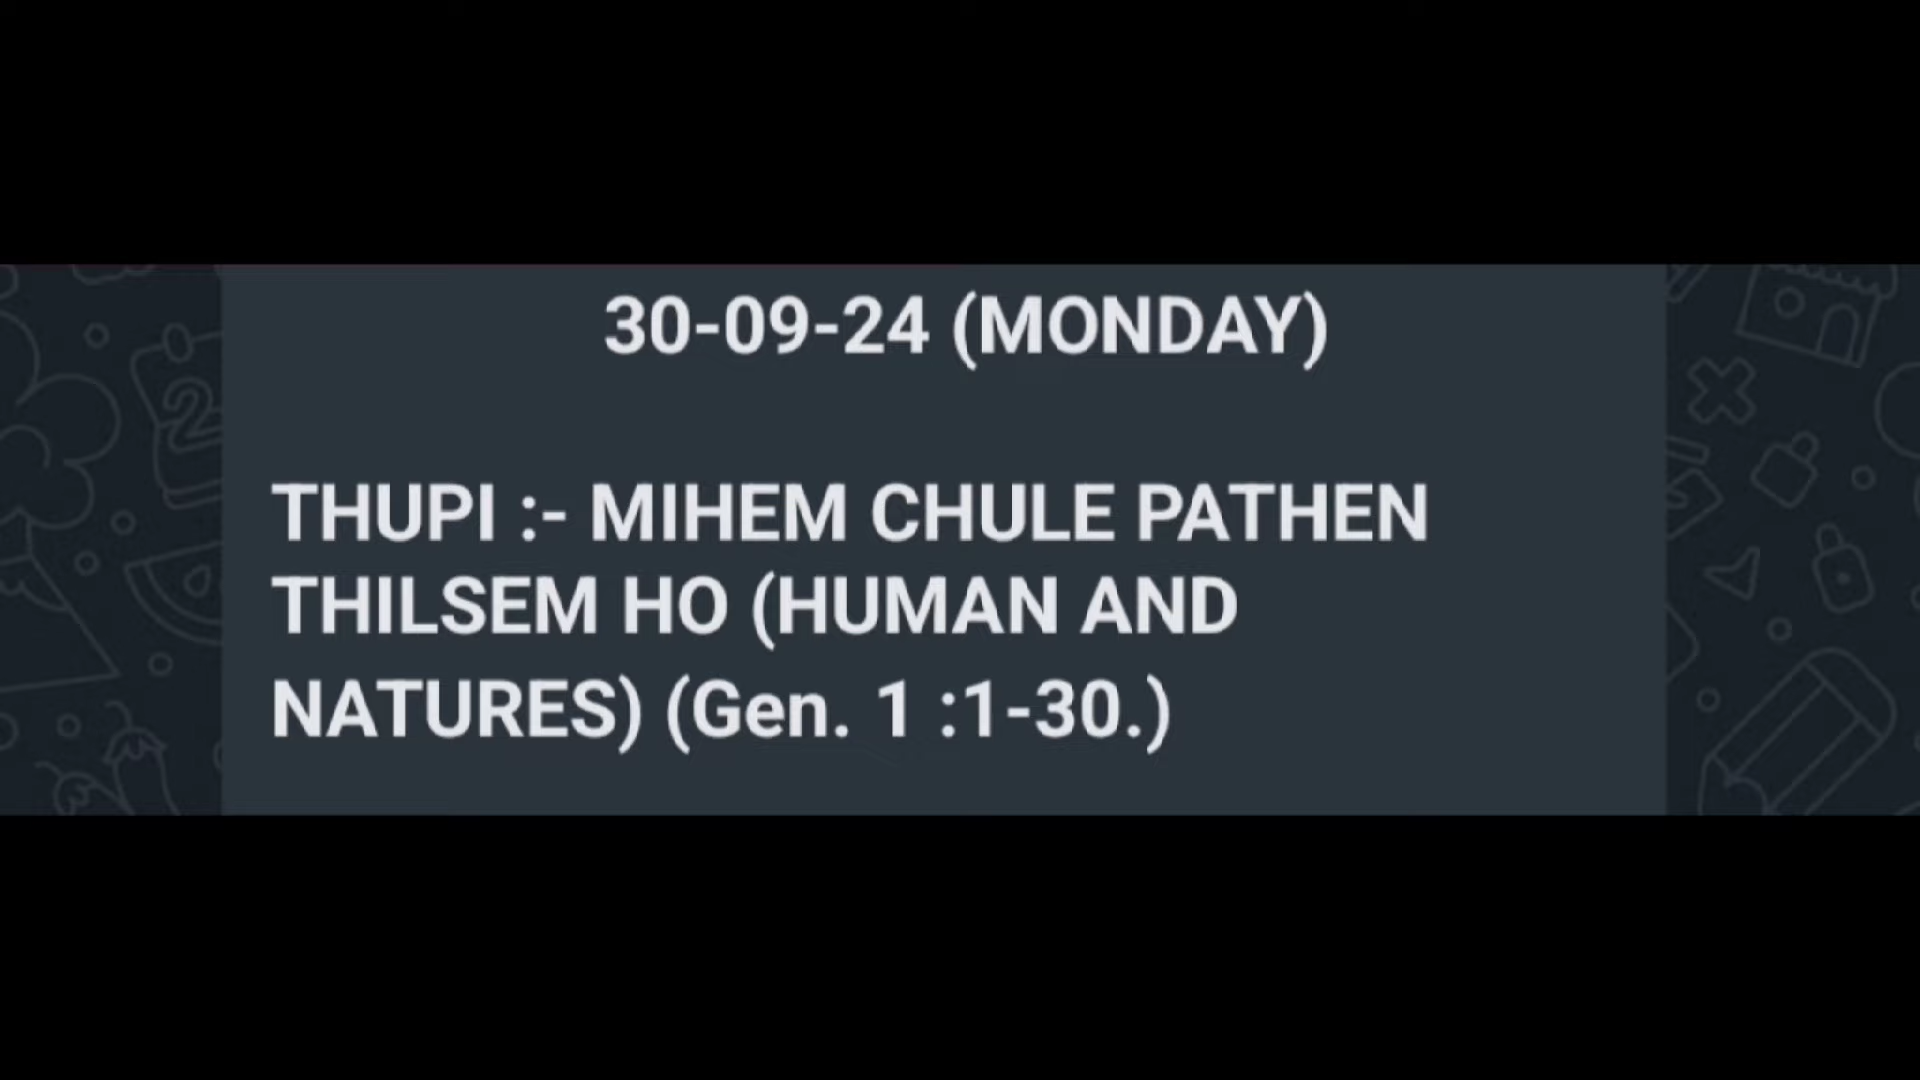 30-09-24 (MONDAY)
THUPI :- MIHEM CHULE PATHEN
THILSEM HO (HUMAN AND
NATURES) (Gen. 1 :1-30.)